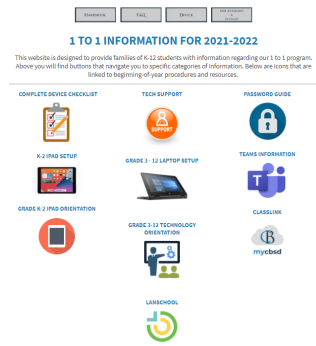 HANDBOOK FAQ DEVICE
1 TO 1 INFORMATION FOR 2021-2022
This website is designed to provide families of K-12 students with information regarding our 1 to 1 program.
Above you will find buttons that navigate you to specific categories of information. Below are icons that are
linked to beginning-of-year procedures and resources.
COMPLETE DEVICE CHECKLIST TECH SUPPORT PASSWORD GUIDE
SUPPORT
K-2 IPAD SETUP GRADE 3 - 12 LAPTOP SETUP TEAMS INFORMATION
T
GRADE K-2 IPAD ORIENTATION GRADE 3-12 TECHNOLOGY
ORIENTATION
CLASSLINK
B
mycbsd
LANSCHOOL